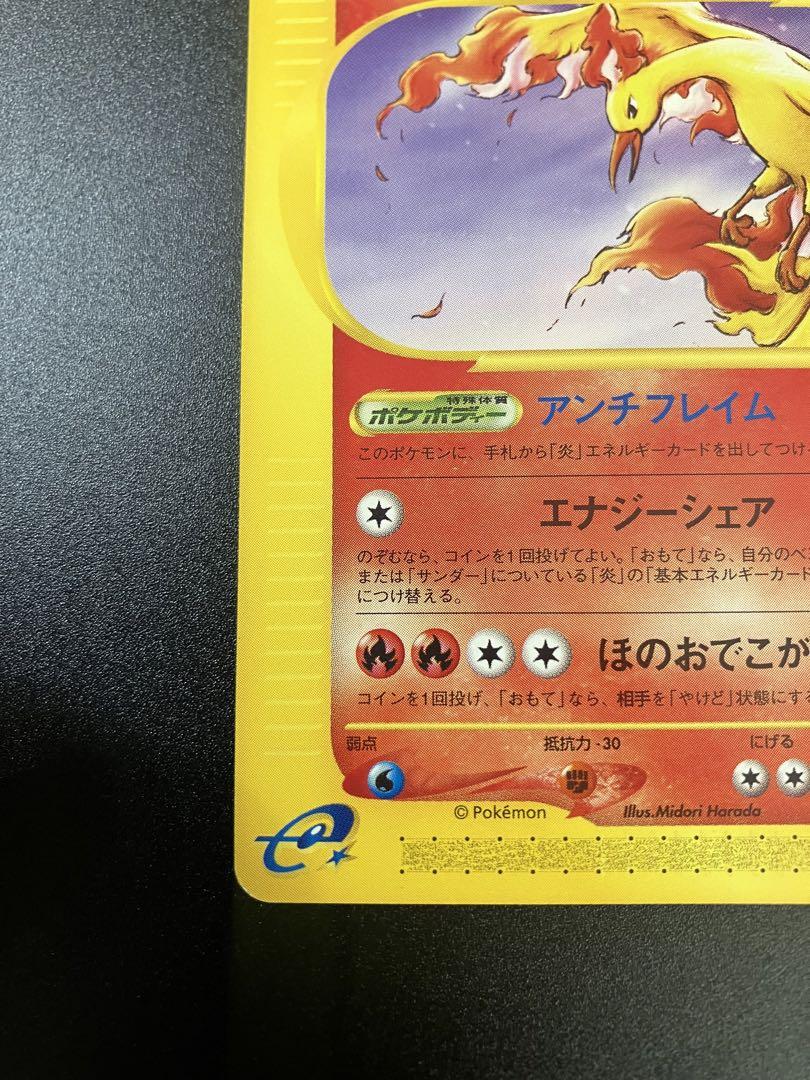 特殊体質
ポケボディー アンチフレイム
このポケモンに、手札から「炎」エネルギーカードを出してつけ
エナジーシェア
のぞむなら、コインを1回投げてよい。「おもて」なら、自分のベ
または「サンダー」についている「炎」の「基本エネルギーカード
につけ替える。
ほのおでこが
コインを1回投げ、「おもて」なら、相手を「やけど」状態にす
弱点 抵抗力 -30 にげる
© Pokémon Illus.Midori Harada
e